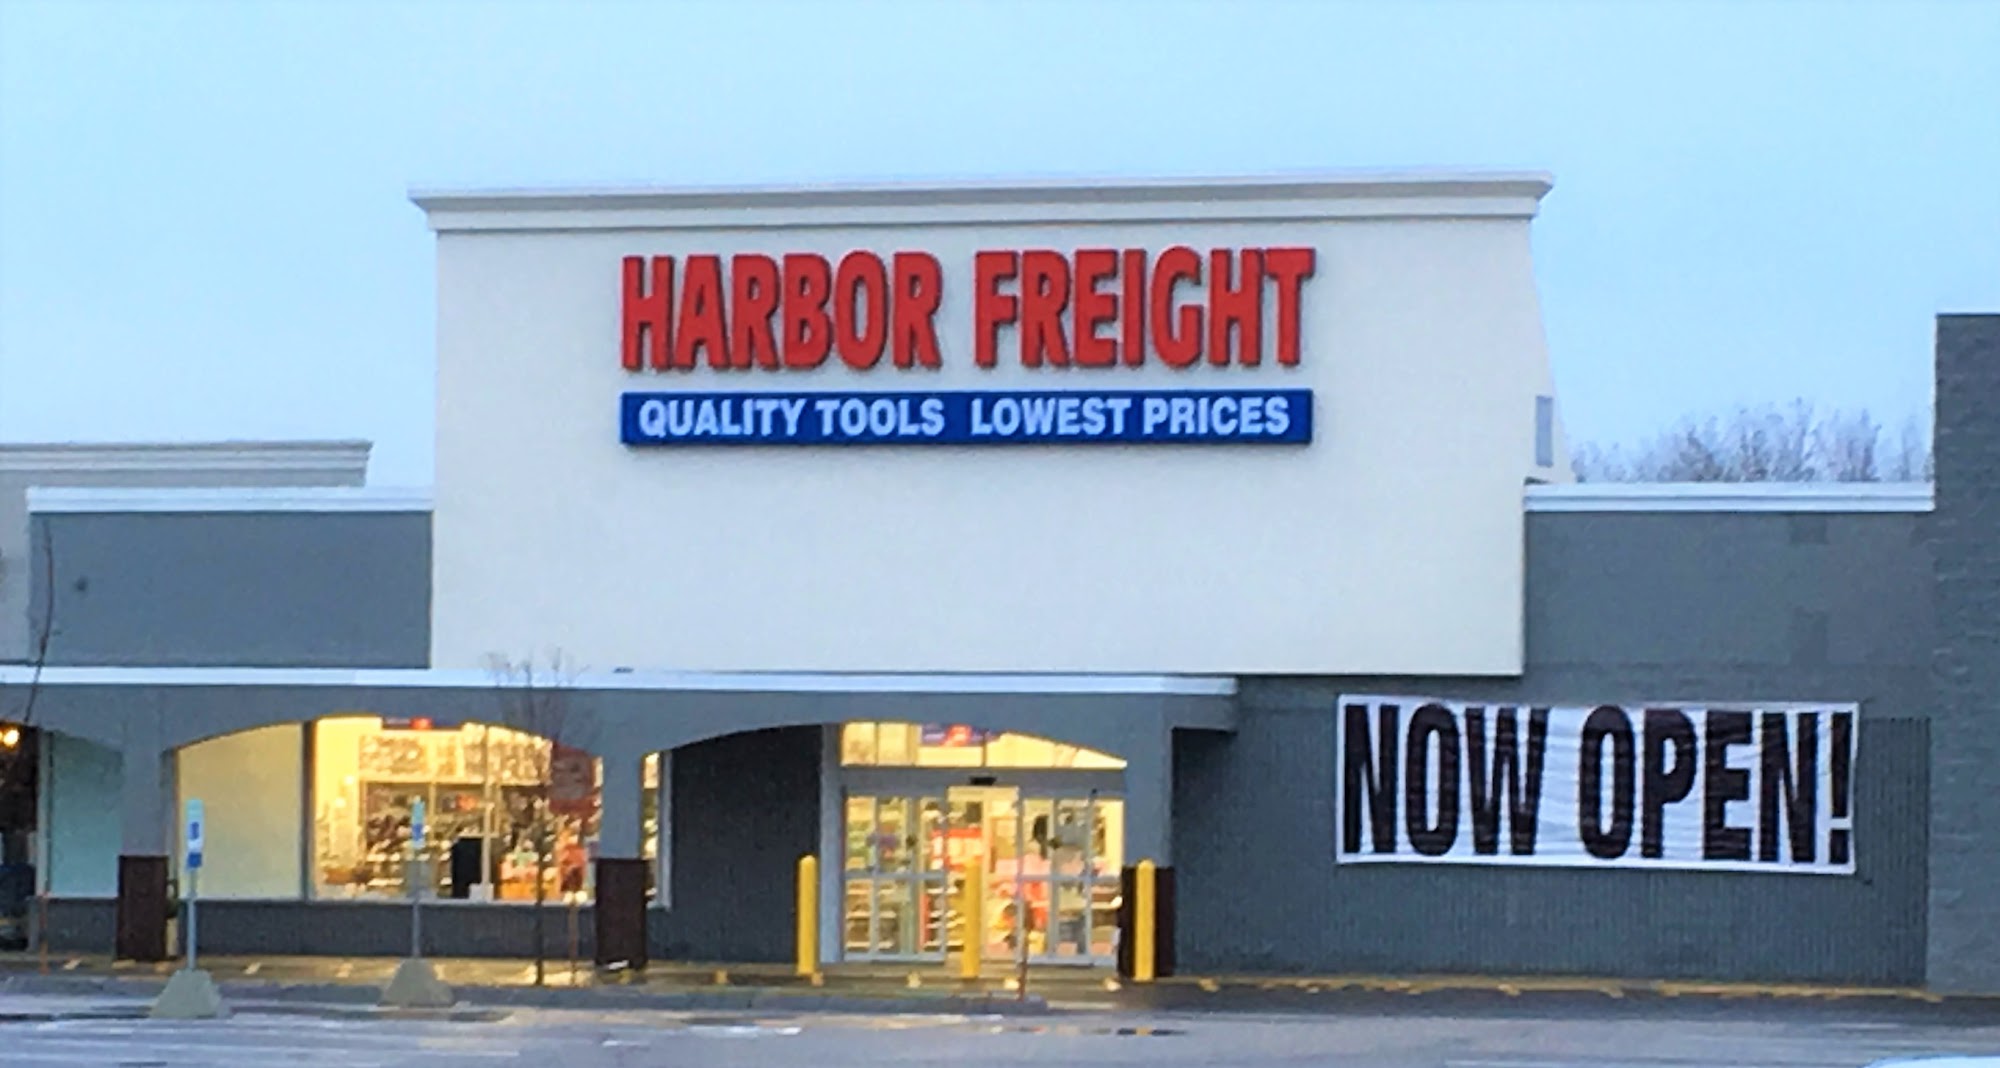 HARBOR FREIGHT
QUALITY TOOLS LOWEST PRICES
NOW OPEN!